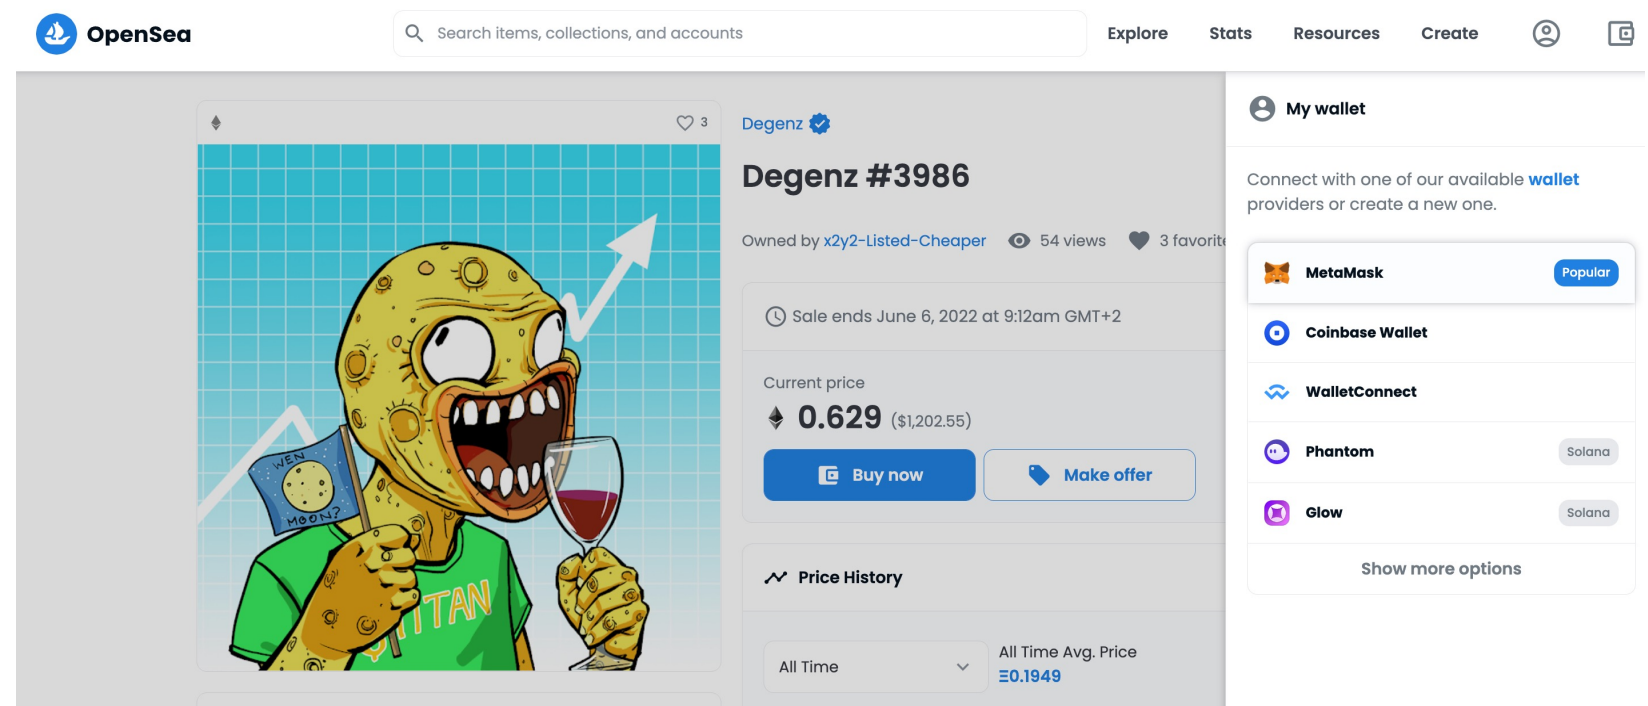 OpenSea
Search items, collections, and accounts
Explore
Stats
Resources
Create
3
WEN
MOON?
TITAN
Degenz
Degenz #3986
Owned by x2y2-Listed-Cheaper
54 views
3 favorite
Sale ends June 6, 2022 at 9:12am GMT+2
Current price
0.629 ($1,202.55)
Buy now
Make offer
Price History
All Time
All Time Avg. Price
Ξ0.1949
My wallet
Connect with one of our available wallet
providers or create a new one.
MetaMask
Popular
Coinbase Wallet
WalletConnect
Phantom
Solana
Glow
Solana
Show more options